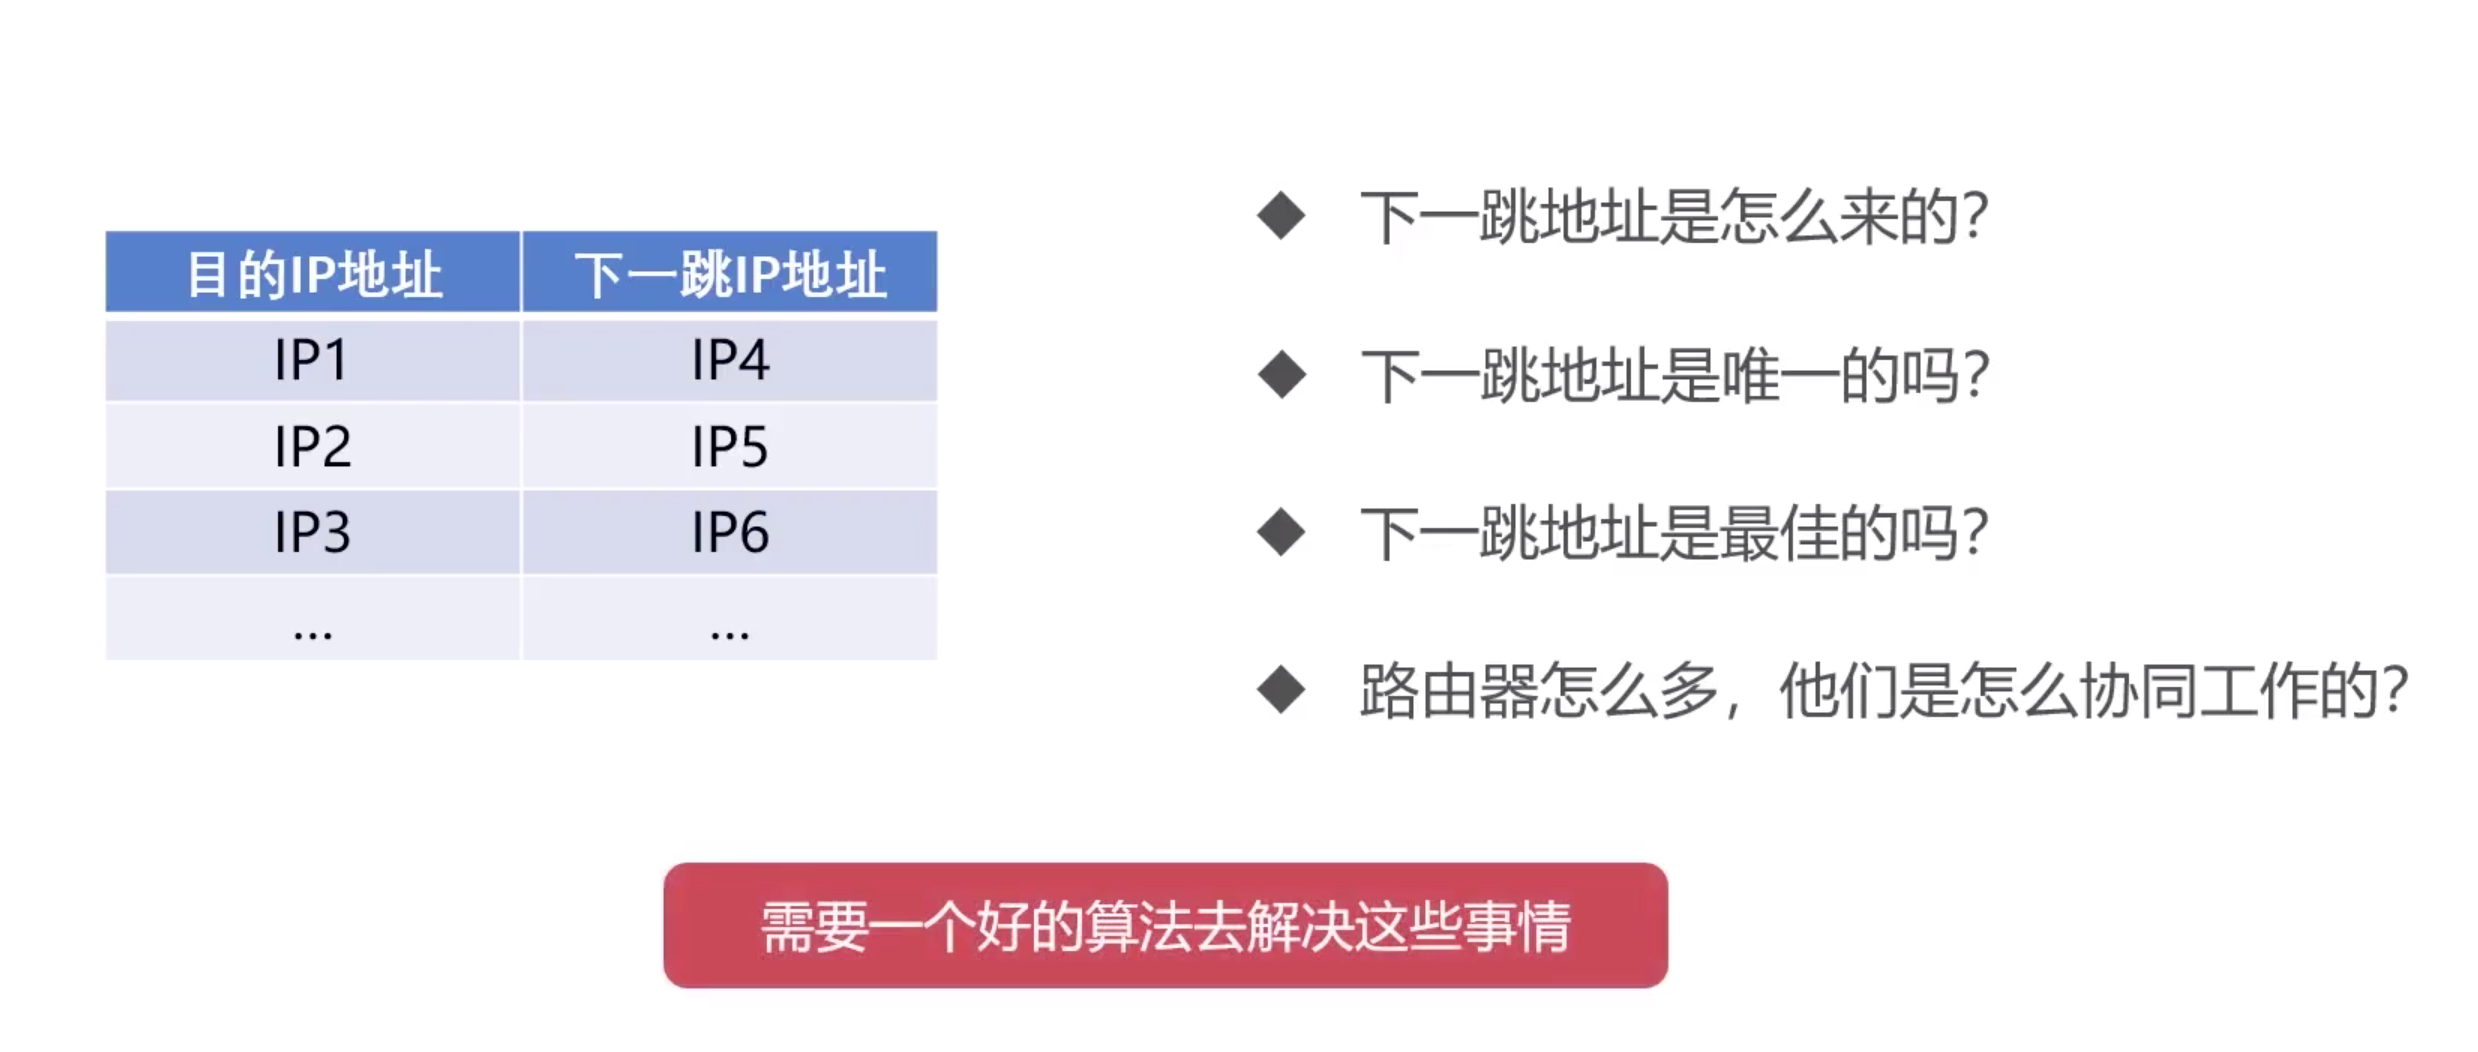 目的IP地址 下一跳IP地址
IP1 IP4
IP2 IP5
IP3 IP6
... ...
下一跳地址是怎么来的?
下一跳地址是唯一的吗?
下一跳地址是最佳的吗?
路由器怎么多，他们是怎么协同工作的?
需要一个好的算法去解决这些事情